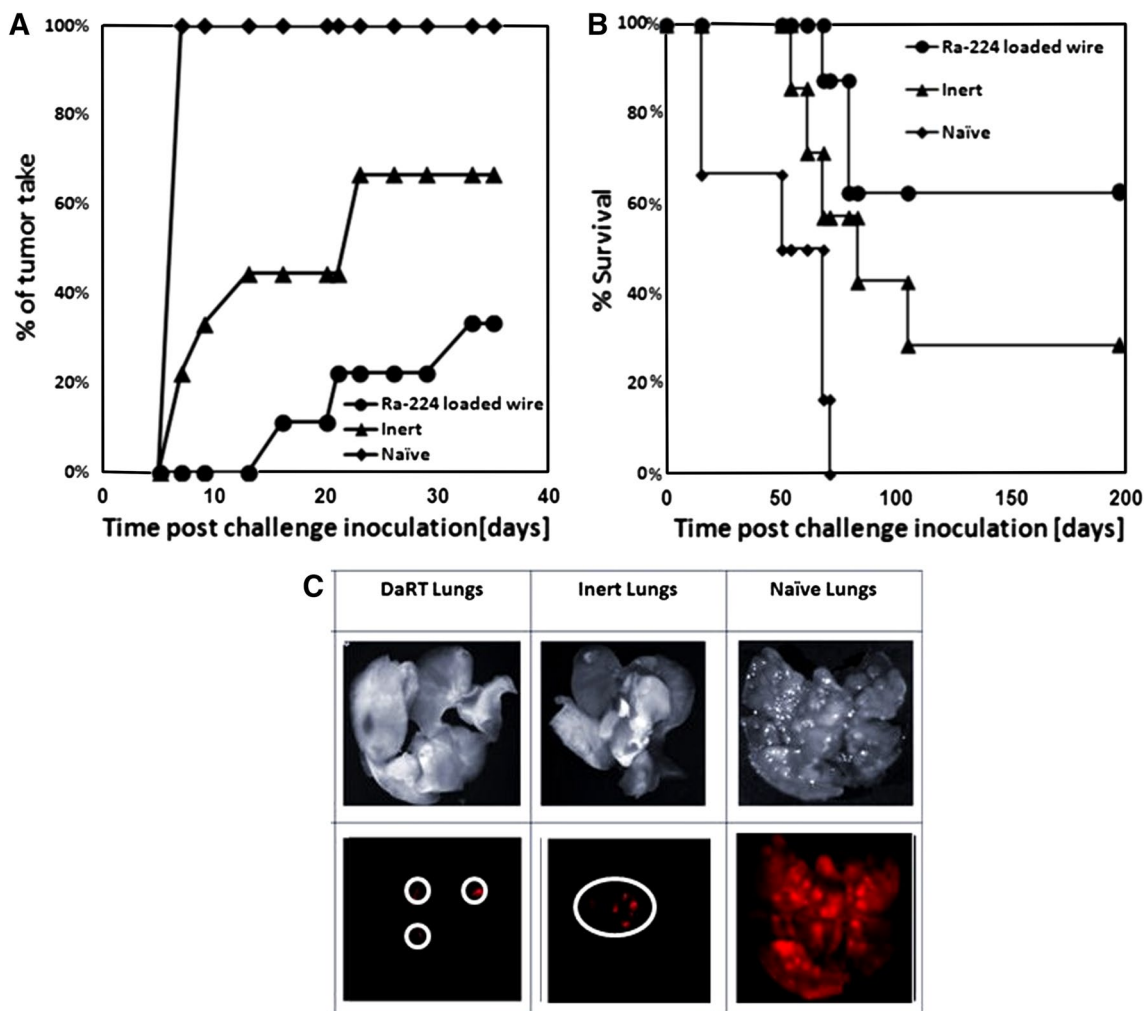 A
100%
80%
60%
40%
20%
0%
% of tumor take
0 10 20 30 40
Time post challenge inoculation[days]
Ra-224 loaded wire
Inert
Naïve
B
100%
80%
60%
40%
20%
0%
% Survival
0 50 100 150 200
Time post challenge inoculation [days]
Ra-224 loaded wire
Inert
Naïve
C
DaRT Lungs Inert Lungs Naïve Lungs